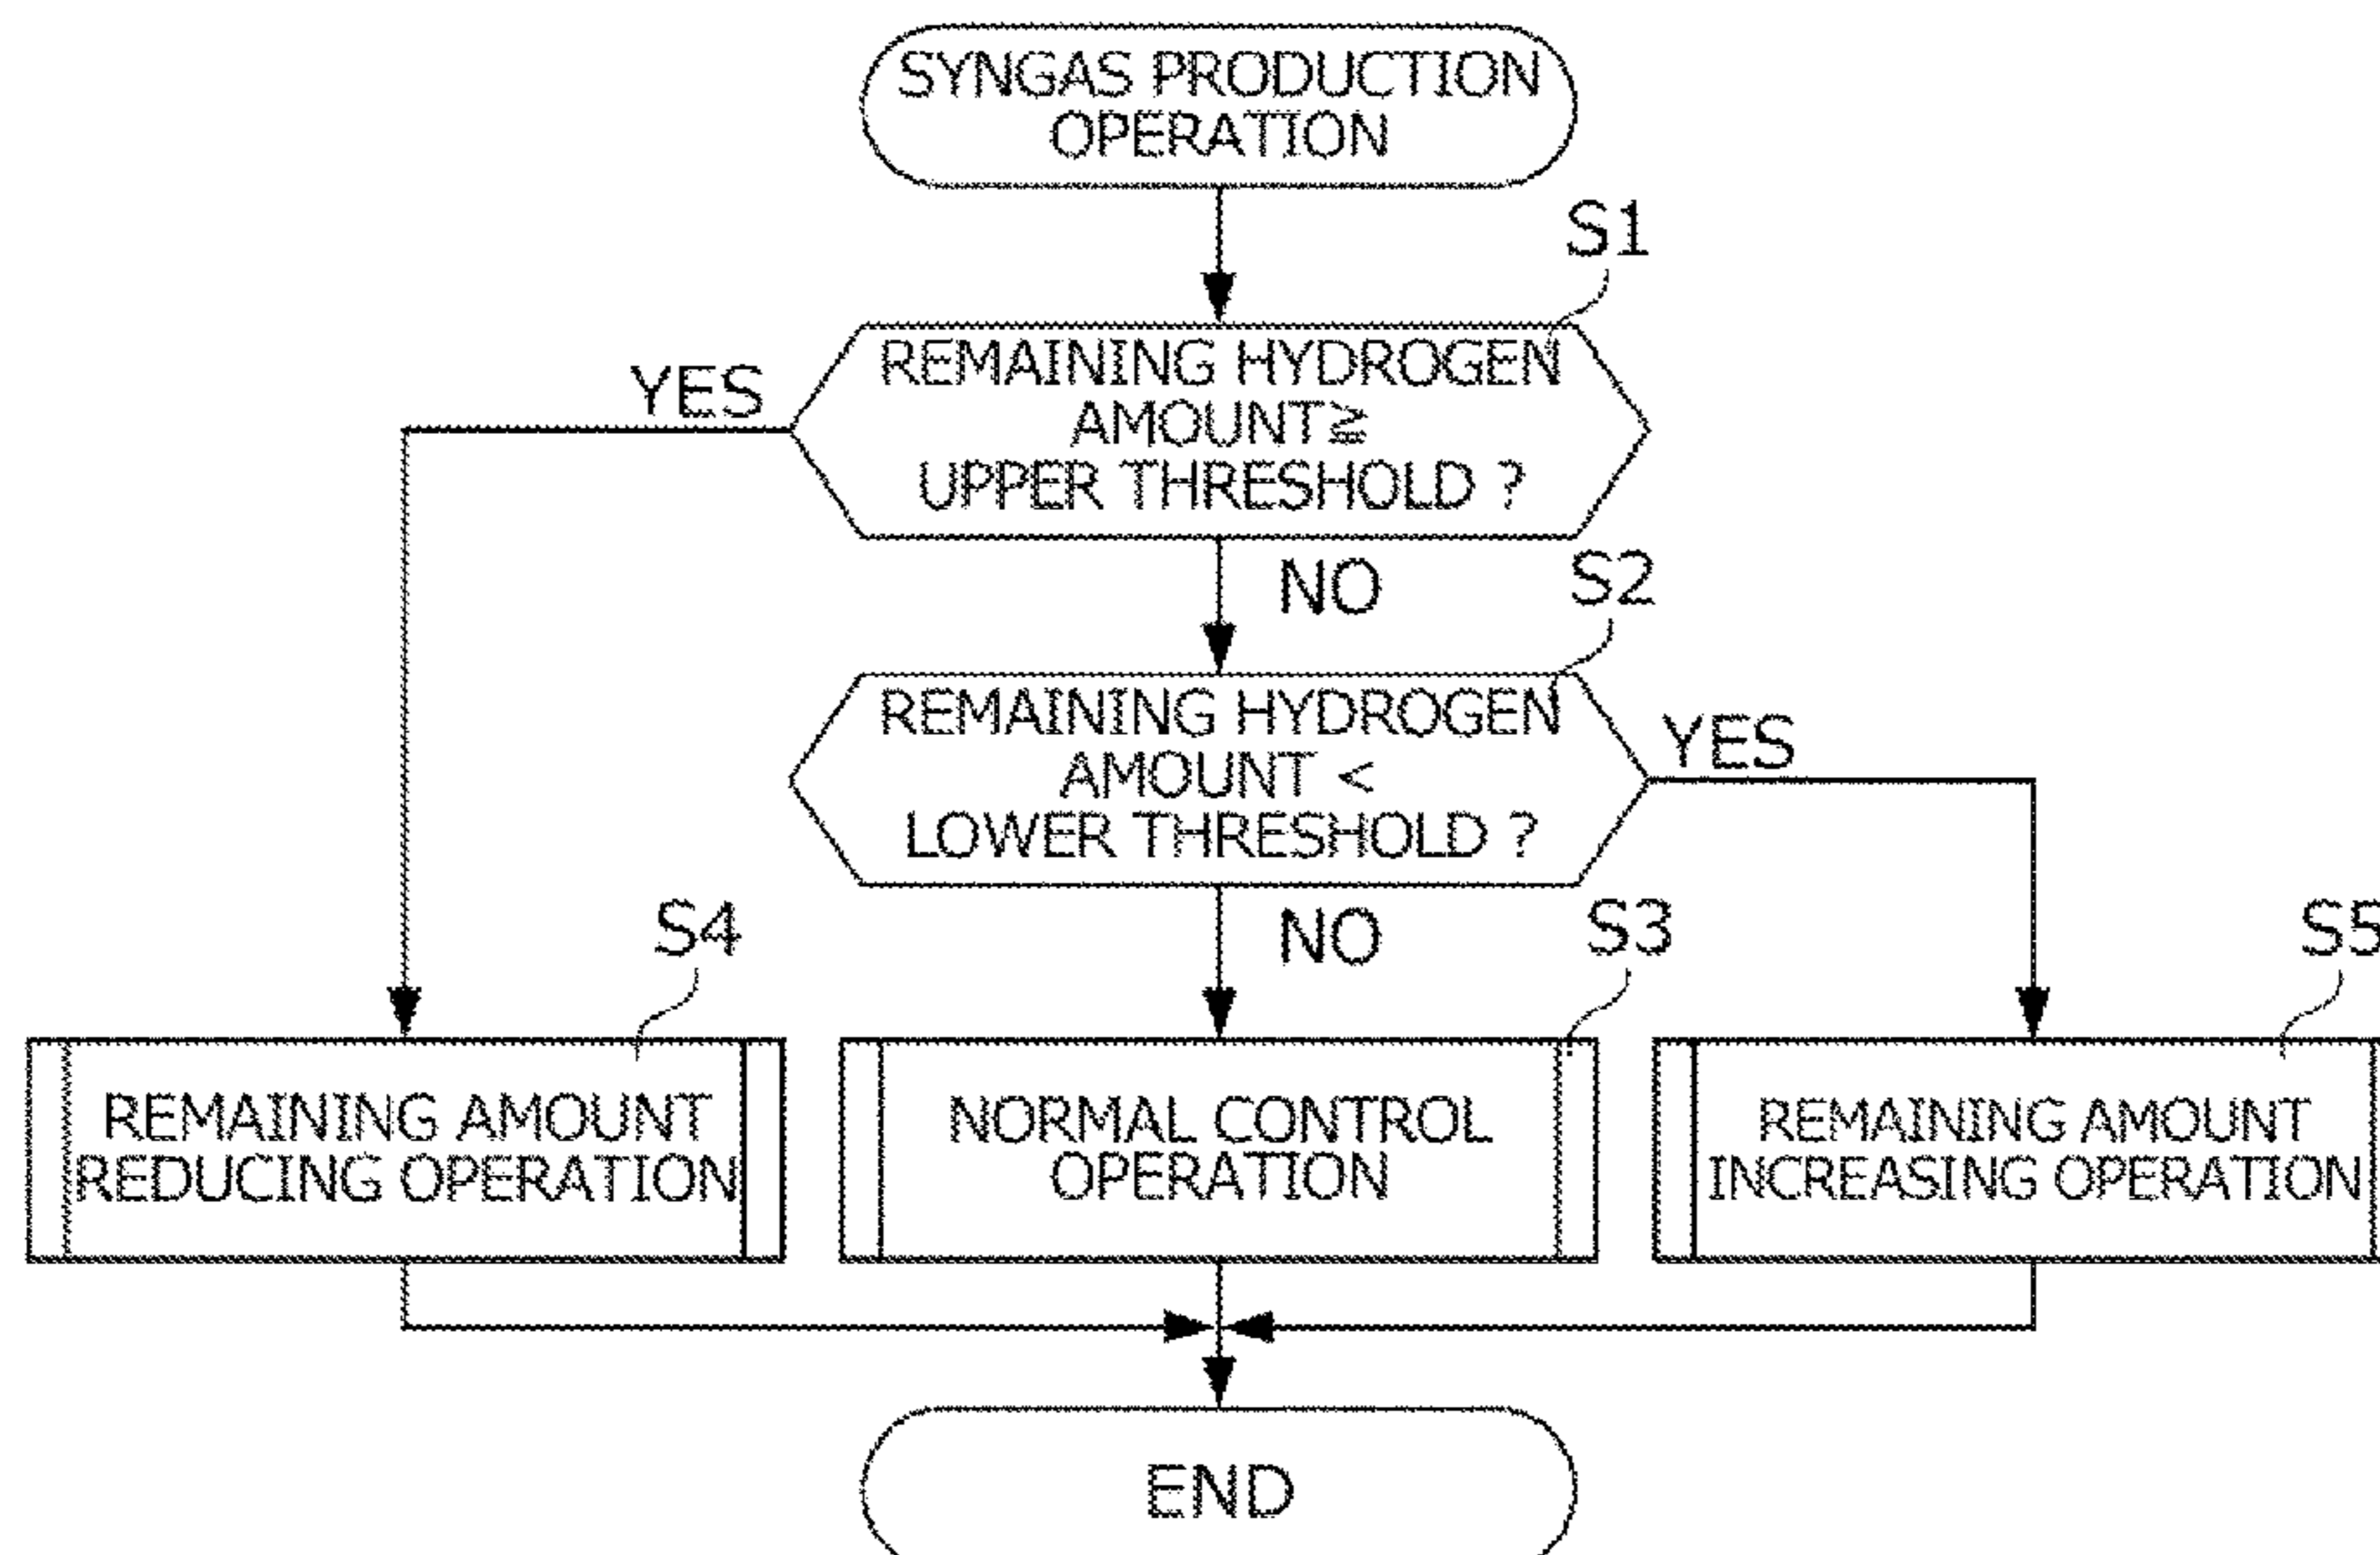 SYNGAS PRODUCTION
OPERATION
S1
REMAINING HYDROGEN
AMOUNT≧
UPPER THRESHOLD ?
YES
NO
S2
REMAINING HYDROGEN
AMOUNT <
LOWER THRESHOLD ?
YES
NO
S4
S3
S5
REMAINING AMOUNT
REDUCING OPERATION
NORMAL CONTROL
OPERATION
REMAINING AMOUNT
INCREASING OPERATION
END